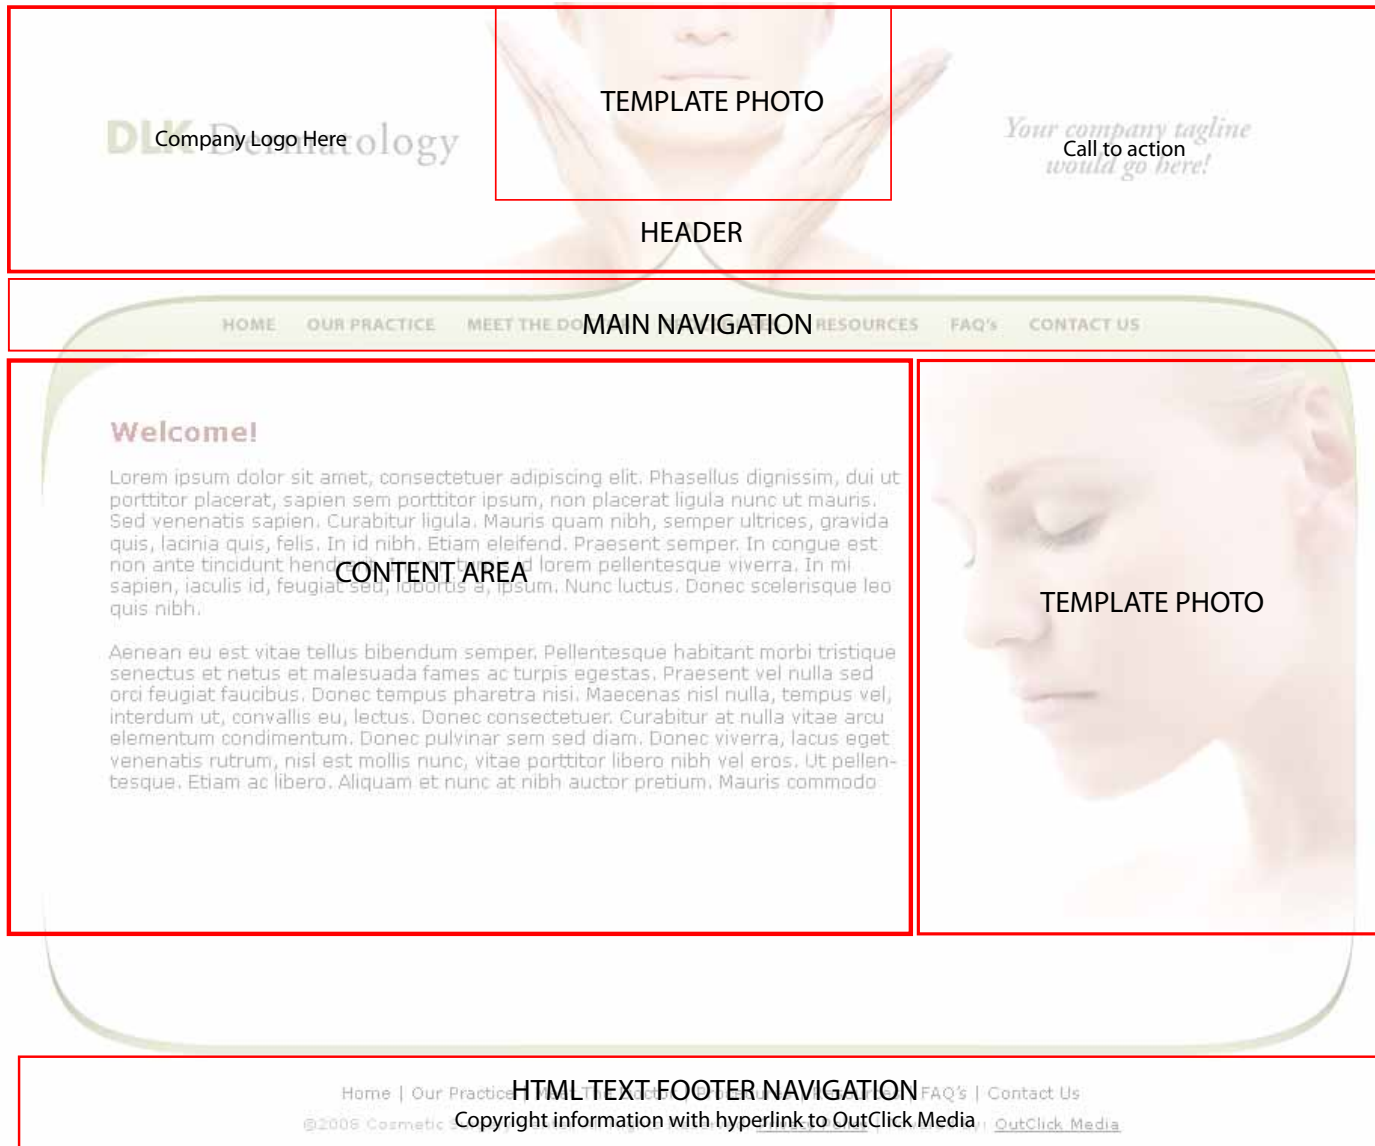 TEMPLATE PHOTO
DLK Dermatology
Company Logo Here
Your company tagline
would go here!
Call to action
HEADER
HOME OUR PRACTICE MEET THE RESOURCES FAQ's CONTACT US
MAIN NAVIGATION
Welcome!
Lorem ipsum dolor sit amet, consectetuer adipiscing elit. Phasellus dignissim, dui ut
porttitor placerat, sapien sem porttitor ipsum, non placerat ligula nunc ut mauris.
Sed venenatis sapien. Curabitur ligula. Mauris quam nibh, semper ultrices, gravida
quis, lacinia quis, felis. In id nibh. Etiam eleifend. Praesent semper. In congue est
non ante tincidunt lorem pellentesque viverra. In mi
sapien, iaculis id, feugiat sed, lobortis a, ipsum. Nunc luctus. Donec scelerisque leo
quis nibh.
CONTENT AREA
TEMPLATE PHOTO
Aenean eu est vitae tellus bibendum semper. Pellentesque habitant morbi tristique
senectus et netus et malesuada fames ac turpis egestas. Praesent vel nulla sed
orci feugiat faucibus. Donec tempus pharetra nisi. Maecenas nisl nulla, tempus vel,
interdum ut, convallis eu, lectus. Donec consectetuer. Curabitur at nulla vitae arcu
elementum condimentum. Donec pulvinar sem sed diam. Donec viverra, lacus eget
venenatis rutrum, nisl est mollis nunc, vitae porttitor libero nibh vel eros. Ut pellen-
tesque. Etiam ac libero. Aliquam et nunc at nibh auctor pretium. Mauris commodo
Home | Our Practice | Meet The Doctor | Procedures | Resources | FAQ's | Contact Us
HTML TEXT FOOTER NAVIGATION
©2006 Cosmetic OutClick Media
Copyright information with hyperlink to OutClick Media